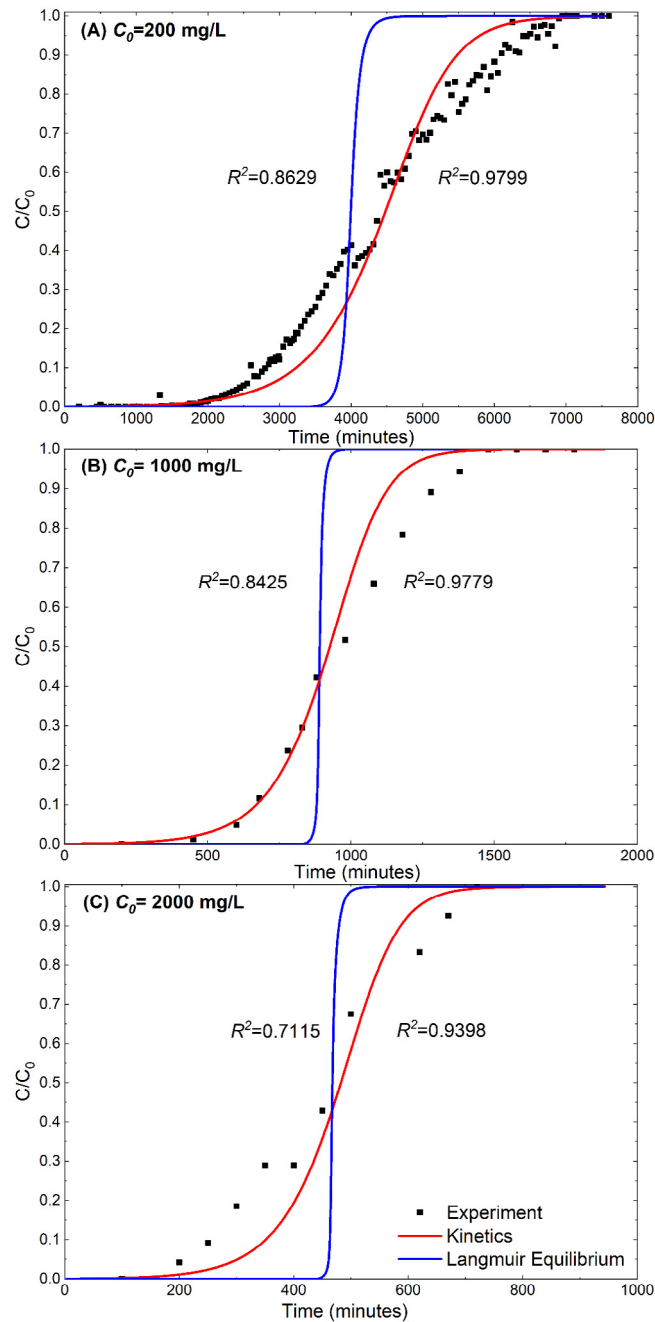 (A) C0=200 mg/L
1.0
0.9
0.8
0.7
0.6
0.5
0.4
0.3
0.2
0.1
0.0
C/C0
R2=0.8629
R2=0.9799
0 1000 2000 3000 4000 5000 6000 7000 8000
Time (minutes)
(B) C0= 1000 mg/L
1.0
0.9
0.8
0.7
0.6
0.5
0.4
0.3
0.2
0.1
0.0
C/C0
R2=0.8425
R2=0.9779
0 500 1000 1500 2000
Time (minutes)
(C) C0= 2000 mg/L
1.0
0.9
0.8
0.7
0.6
0.5
0.4
0.3
0.2
0.1
0.0
C/C0
R2=0.7115
R2=0.9398
Experiment
Kinetics
Langmuir Equilibrium
0 200 400 600 800 1000
Time (minutes)